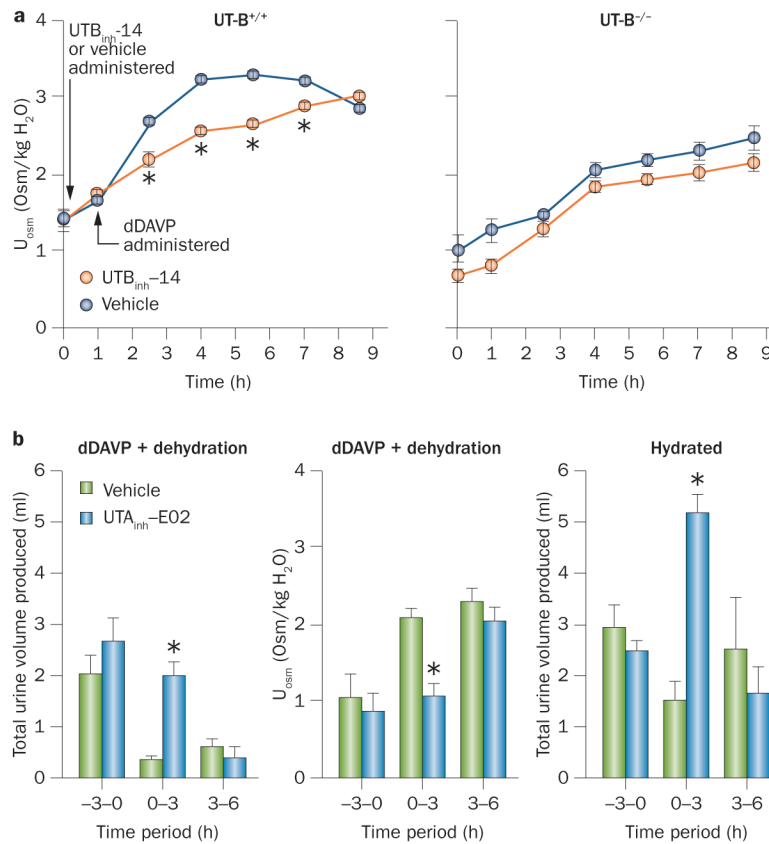 a
UT-B+/+
UT-B−/−
4
3
2
1
0
Uosm (Osm/kg H2O)
UTBinh-14
or vehicle
administered
dDAVP
administered
UTBinh–14
Vehicle
*
*
*
*
0 1 2 3 4 5 6 7 8 9
Time (h)
0 1 2 3 4 5 6 7 8 9
Time (h)
b
dDAVP + dehydration
6
5
4
3
2
1
0
Total urine volume produced (ml)
Vehicle
UTAinh–E02
*
–3–0 0–3 3–6
Time period (h)
dDAVP + dehydration
4
3
2
1
0
Uosm (Osm/kg H2O)
*
–3–0 0–3 3–6
Time period (h)
Hydrated
6
5
4
3
2
1
0
Total urine volume produced (ml)
*
–3–0 0–3 3–6
Time period (h)